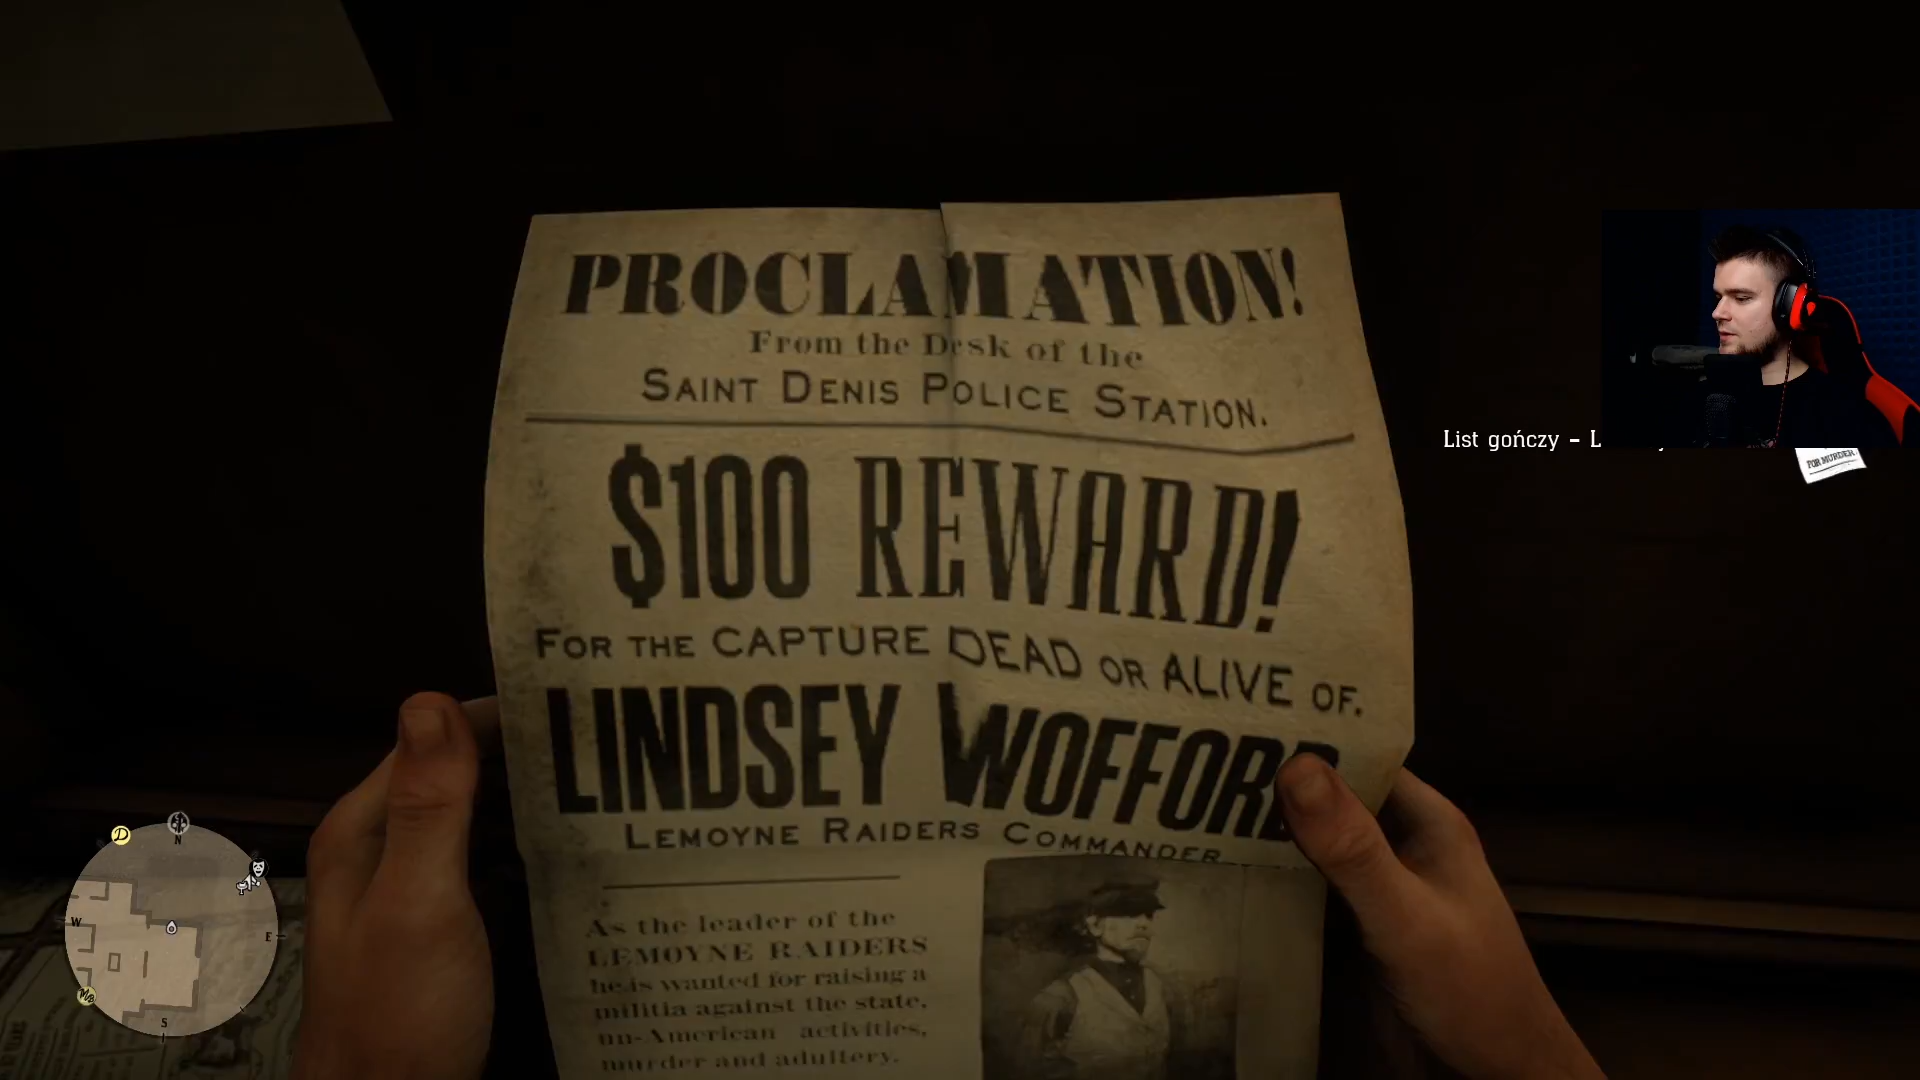 PROCLAMATION!
From the Desk of the
SAINT DENIS POLICE STATION.
$100 REWARD!
FOR THE CAPTURE DEAD OR ALIVE OF.
LINDSEY WOFFORD
LEMOYNE RAIDERS COMMANDER
As the leader of the
LEMOYNE RAIDERS
he is wanted for raising a
militia against the state,
un-American activities,
murder and adultery.
List gończy – L
FOR MURDER
D
N
W
E
S